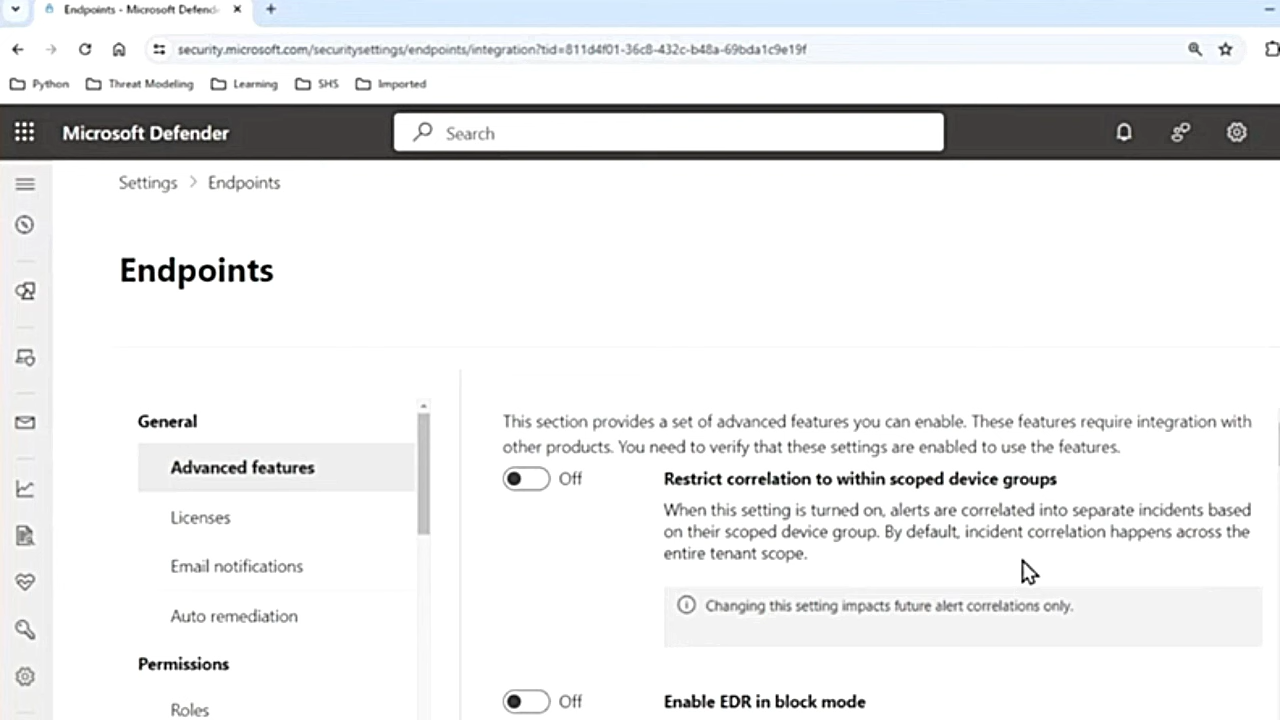 Endpoints - Microsoft Defend
security.microsoft.com/securitysettings/endpoints/integration?tid=811d4f01-36c8-432c-b48a-69bda1c9e19f
Python
Threat Modeling
Learning
SHS
Imported
Microsoft Defender
Search
Settings > Endpoints
Endpoints
General
Advanced features
Licenses
Email notifications
Auto remediation
Permissions
Roles
This section provides a set of advanced features you can enable. These features require integration with
other products. You need to verify that these settings are enabled to use the features.
Off
Restrict correlation to within scoped device groups
When this setting is turned on, alerts are correlated into separate incidents based
on their scoped device group. By default, incident correlation happens across the
entire tenant scope.
Changing this setting impacts future alert correlations only.
Off
Enable EDR in block mode